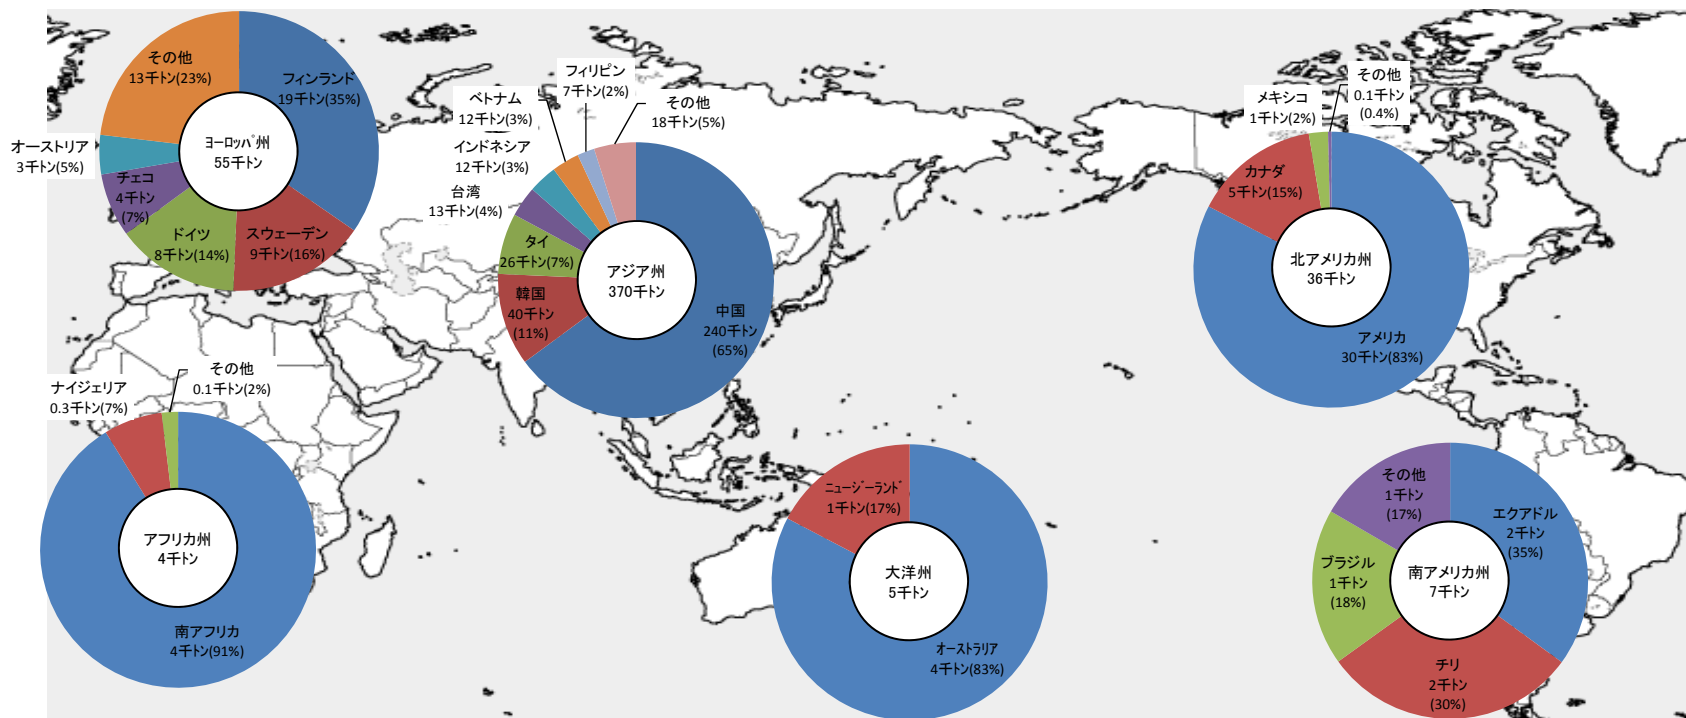 その他
13千トン(23%)
フィンランド
19千トン(35%)
オーストリア
3千トン(5%)
ヨーロッパ州
55千トン
チェコ
4千トン
(7%)
ドイツ
8千トン(14%)
スウェーデン
9千トン(16%)
フィリピン
7千トン(2%)
ベトナム
12千トン(3%)
その他
18千トン(5%)
インドネシア
12千トン(3%)
台湾
13千トン(4%)
タイ
26千トン(7%)
アジア州
370千トン
韓国
40千トン
(11%)
中国
240千トン
(65%)
その他
0.1千トン
(0.4%)
メキシコ
1千トン(2%)
カナダ
5千トン(15%)
北アメリカ州
36千トン
アメリカ
30千トン(83%)
その他
0.1千トン(2%)
ナイジェリア
0.3千トン(7%)
アフリカ州
4千トン
南アフリカ
4千トン(91%)
ニュージーランド
1千トン(17%)
大洋州
5千トン
オーストラリア
4千トン(83%)
その他
1千トン
(17%)
エクアドル
2千トン
(35%)
ブラジル
1千トン
(18%)
南アメリカ州
7千トン
チリ
2千トン
(30%)